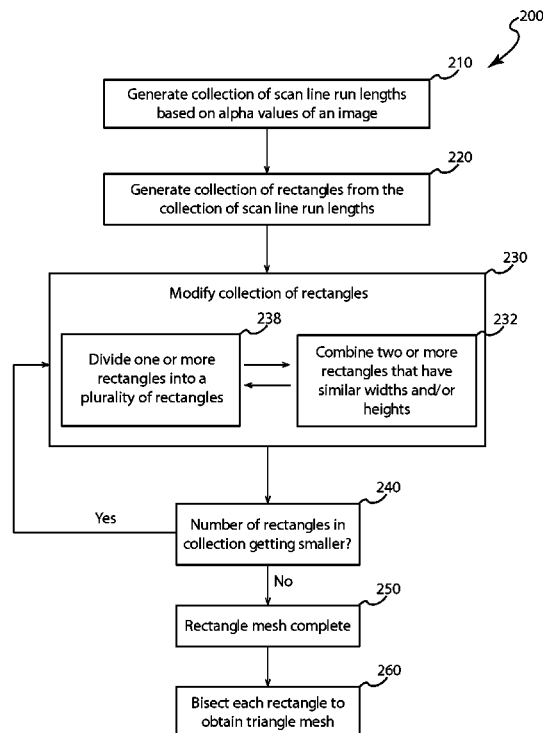 200
210
Generate collection of scan line run lengths
based on alpha values of an image
220
Generate collection of rectangles from the
collection of scan line run lengths
230
Modify collection of rectangles
238
Divide one or more
rectangles into a
plurality of rectangles
232
Combine two or more
rectangles that have
similar widths and/or
heights
240
Number of rectangles in
collection getting smaller?
Yes
No
250
Rectangle mesh complete
260
Bisect each rectangle to
obtain triangle mesh